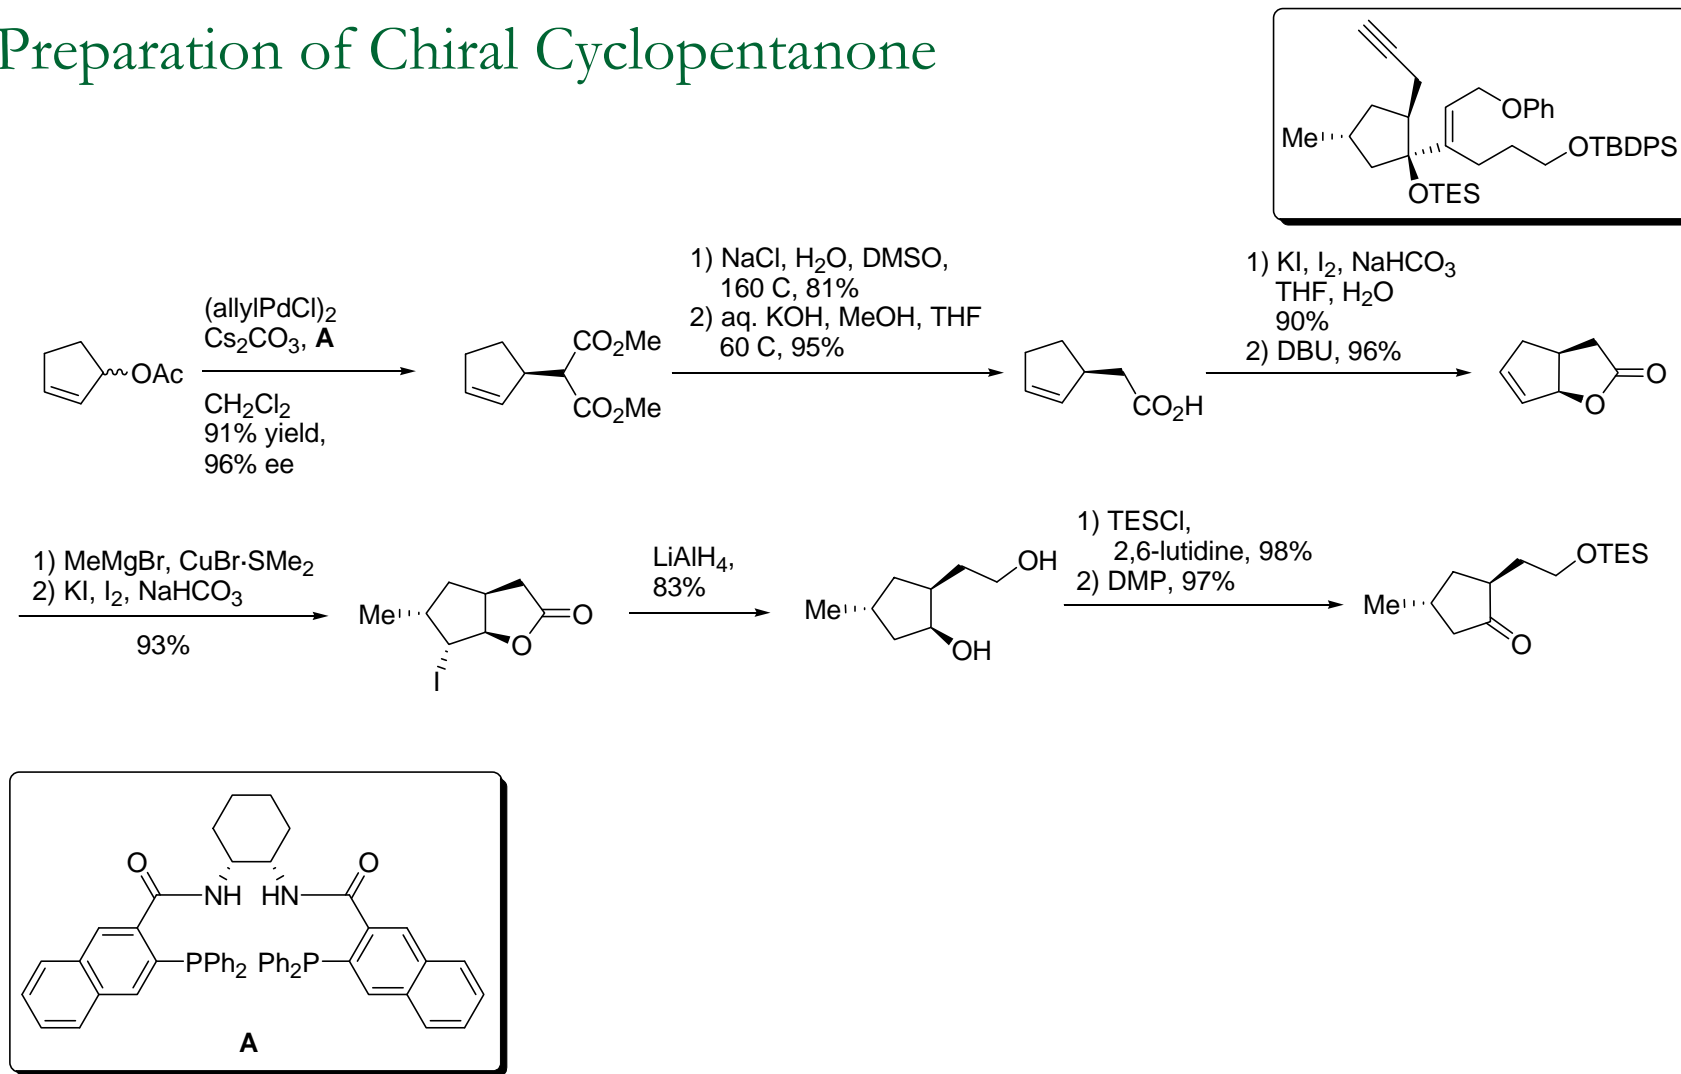 Preparation of Chiral Cyclopentanone
OPh
Me
OTBDPS
OTES
OAc
(allylPdCl)2
Cs2CO3, A
CH2Cl2
91% yield,
96% ee
CO2Me
CO2Me
1) NaCl, H2O, DMSO,
160 C, 81%
2) aq. KOH, MeOH, THF
60 C, 95%
CO2H
1) KI, I2, NaHCO3
THF, H2O
90%
2) DBU, 96%
O
O
1) MeMgBr, CuBr·SMe2
2) KI, I2, NaHCO3
93%
Me
O
O
I
LiAlH4,
83%
OH
Me
OH
1) TESCl,
2,6-lutidine, 98%
2) DMP, 97%
OTES
Me
O
O
O
NH HN
PPh2 Ph2P
A